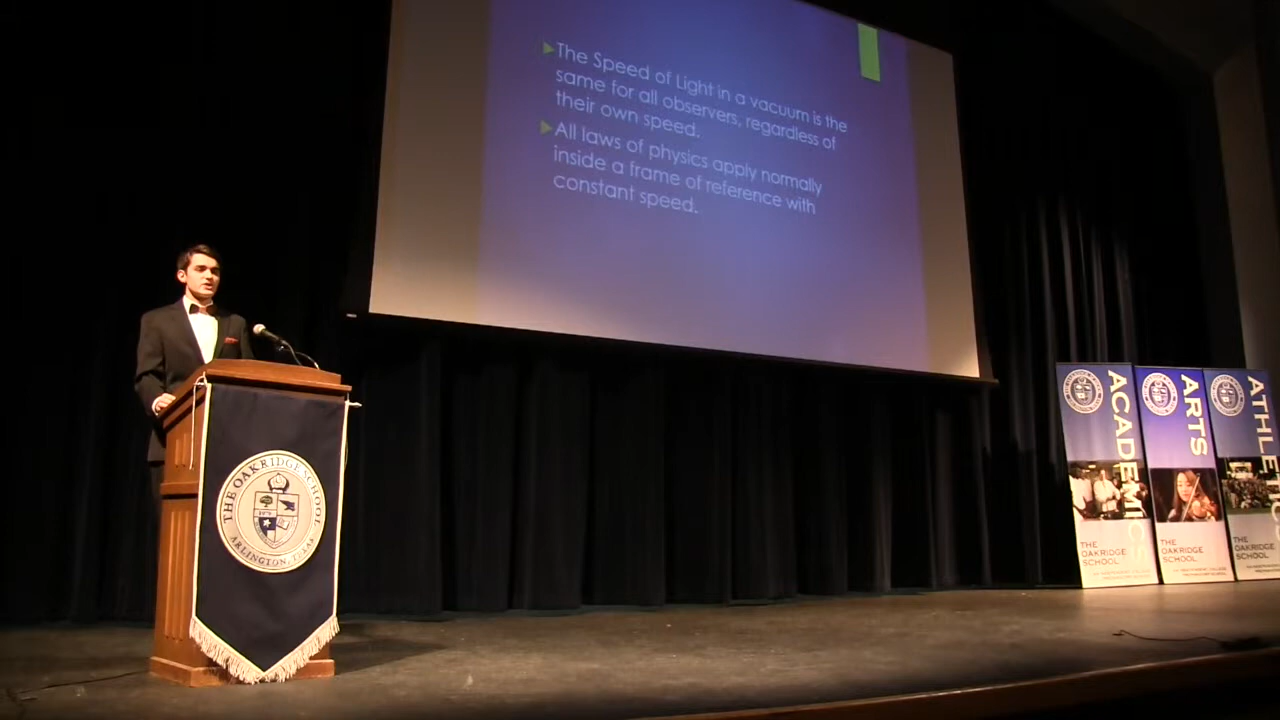 The Speed of Light in a vacuum is the
same for all observers, regardless of
their own speed.
All laws of physics apply normally
inside a frame of reference with
constant speed.
THE OAKRIDGE SCHOOL
1979
ARLINGTON, TEXAS
ACADEMICS
THE
OAKRIDGE
SCHOOL
ARTS
THE
OAKRIDGE
SCHOOL
ATHLETICS
THE
OAKRIDGE
SCHOOL